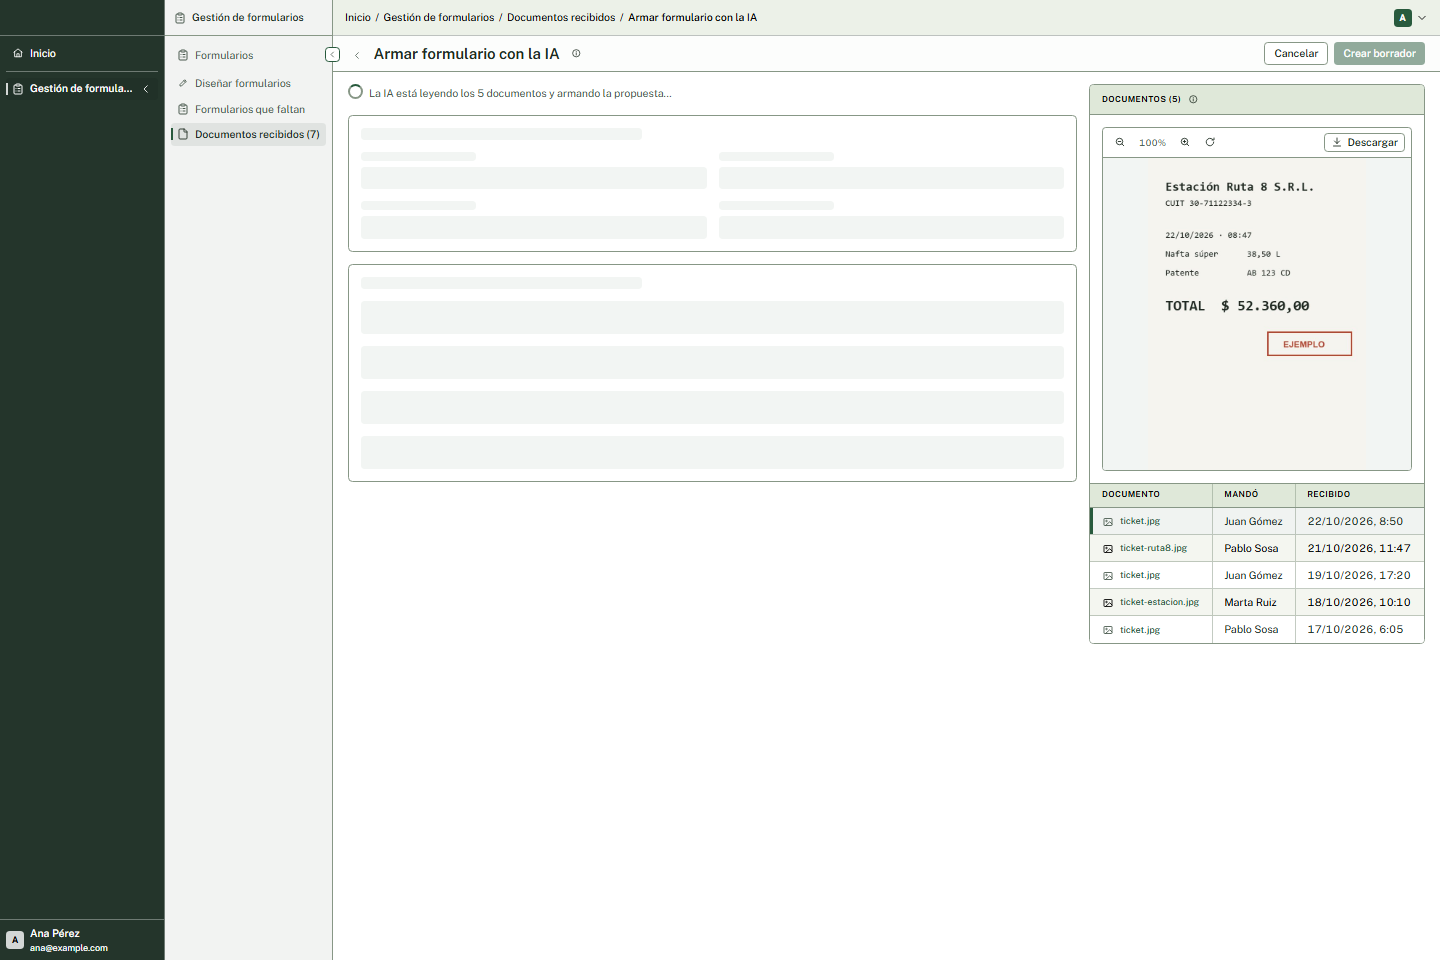 Inicio
Gestión de formula...
Ana Pérez
A
ana@example.com
Gestión de formularios
Formularios
Diseñar formularios
Formularios que faltan
Documentos recibidos (7)
Inicio / Gestión de formularios / Documentos recibidos / Armar formulario con la IA
A
Armar formulario con la IA
Cancelar
Crear borrador
La IA está leyendo los 5 documentos y armando la propuesta...
DOCUMENTOS (5)
100%
Descargar
Estación Ruta 8 S.R.L.
CUIT 30-71122334-3
22/10/2026 · 08:47
Nafta súper 38,50 L
Patente AB 123 CD
TOTAL $ 52.360,00
EJEMPLO
DOCUMENTO MANDÓ RECIBIDO
ticket.jpg Juan Gómez 22/10/2026, 8:50
ticket-ruta8.jpg Pablo Sosa 21/10/2026, 11:47
ticket.jpg Juan Gómez 19/10/2026, 17:20
ticket-estacion.jpg Marta Ruiz 18/10/2026, 10:10
ticket.jpg Pablo Sosa 17/10/2026, 6:05